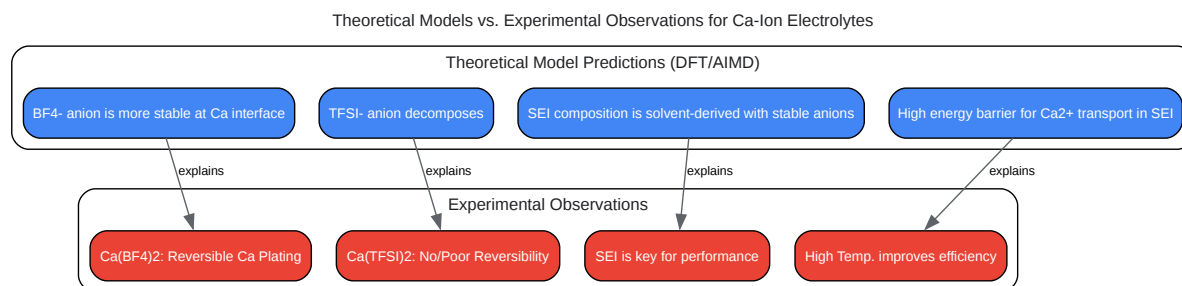 Theoretical Models vs. Experimental Observations for Ca-Ion Electrolytes
Theoretical Model Predictions (DFT/AIMD)
BF4- anion is more stable at Ca interface
TFSI- anion decomposes
SEI composition is solvent-derived with stable anions
High energy barrier for Ca2+ transport in SEI
explains
explains
explains
explains
Experimental Observations
Ca(BF4)2: Reversible Ca Plating
Ca(TFSI)2: No/Poor Reversibility
SEI is key for performance
High Temp. improves efficiency